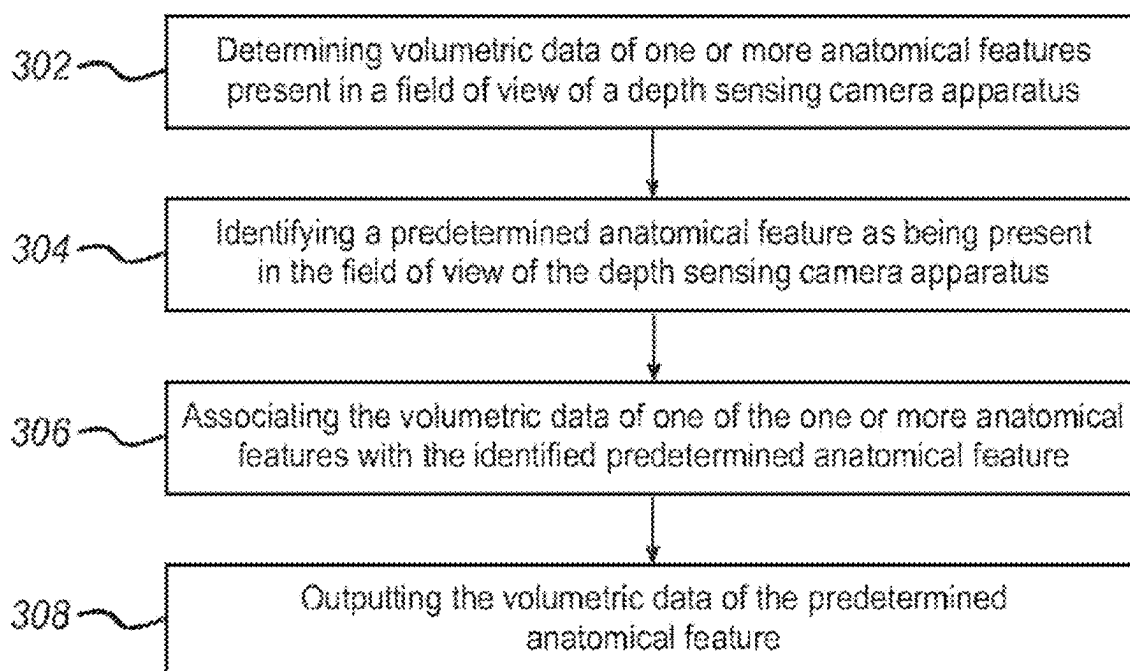 302
Determining volumetric data of one or more anatomical features
present in a field of view of a depth sensing camera apparatus
304
Identifying a predetermined anatomical feature as being present
in the field of view of the depth sensing camera apparatus
306
Associating the volumetric data of one of the one or more anatomical
features with the identified predetermined anatomical feature
308
Outputting the volumetric data of the predetermined
anatomical feature